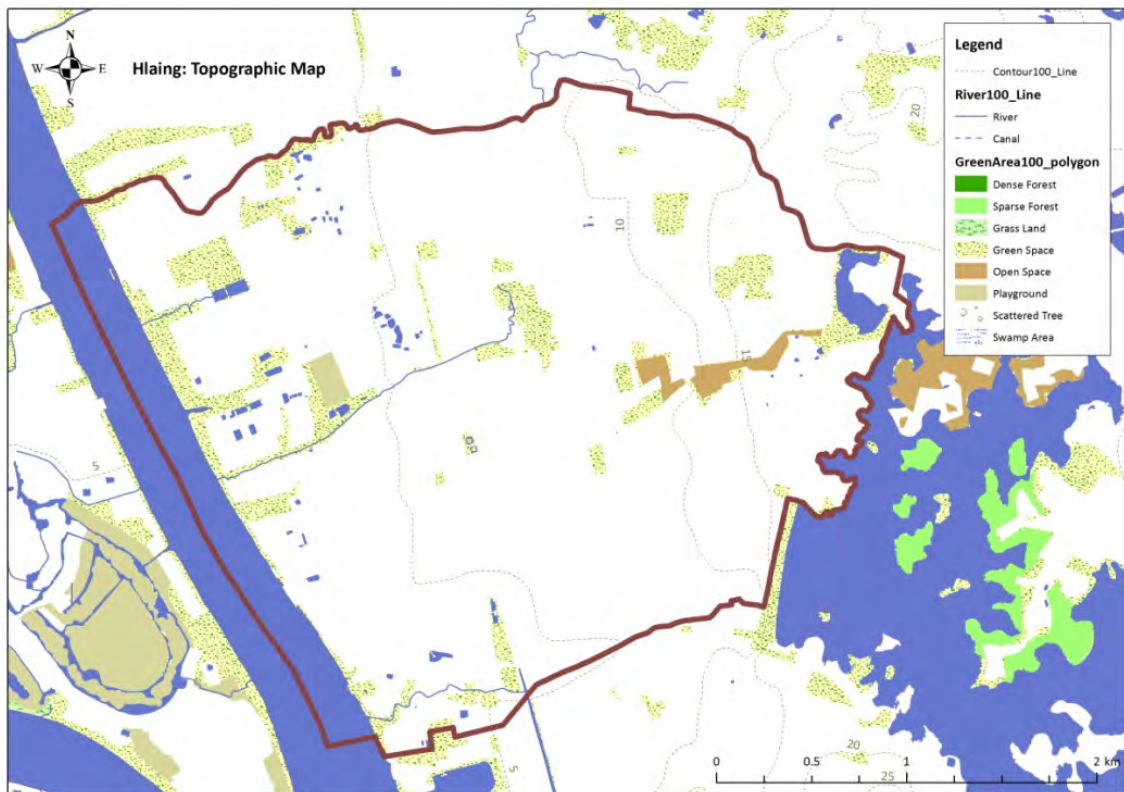 N
W E
S
Hlaing: Topographic Map
Legend
Contour100_Line
River100_Line
River
Canal
GreenArea100_polygon
Dense Forest
Sparse Forest
Grass Land
Green Space
Open Space
Playground
Scattered Tree
Swamp Area
20
10
15
5
5
20
25
0 0.5 1 2 km